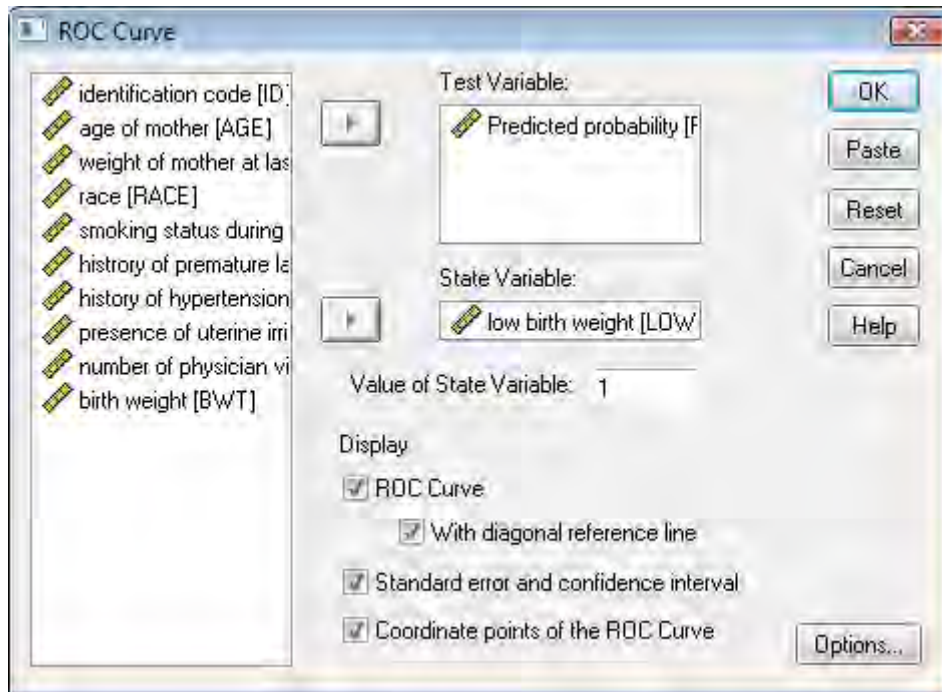 ROC Curve
identification code [ID]
age of mother [AGE]
weight of mother at las
race [RACE]
smoking status during
histrory of premature la
history of hypertension
presence of uterine irri
number of physician vi
birth weight [BWT]
Test Variable:
Predicted probability [F
State Variable:
low birth weight [LOW
Value of State Variable: 1
Display
ROC Curve
With diagonal reference line
Standard error and confidence interval
Coordinate points of the ROC Curve
OK
Paste
Reset
Cancel
Help
Options...